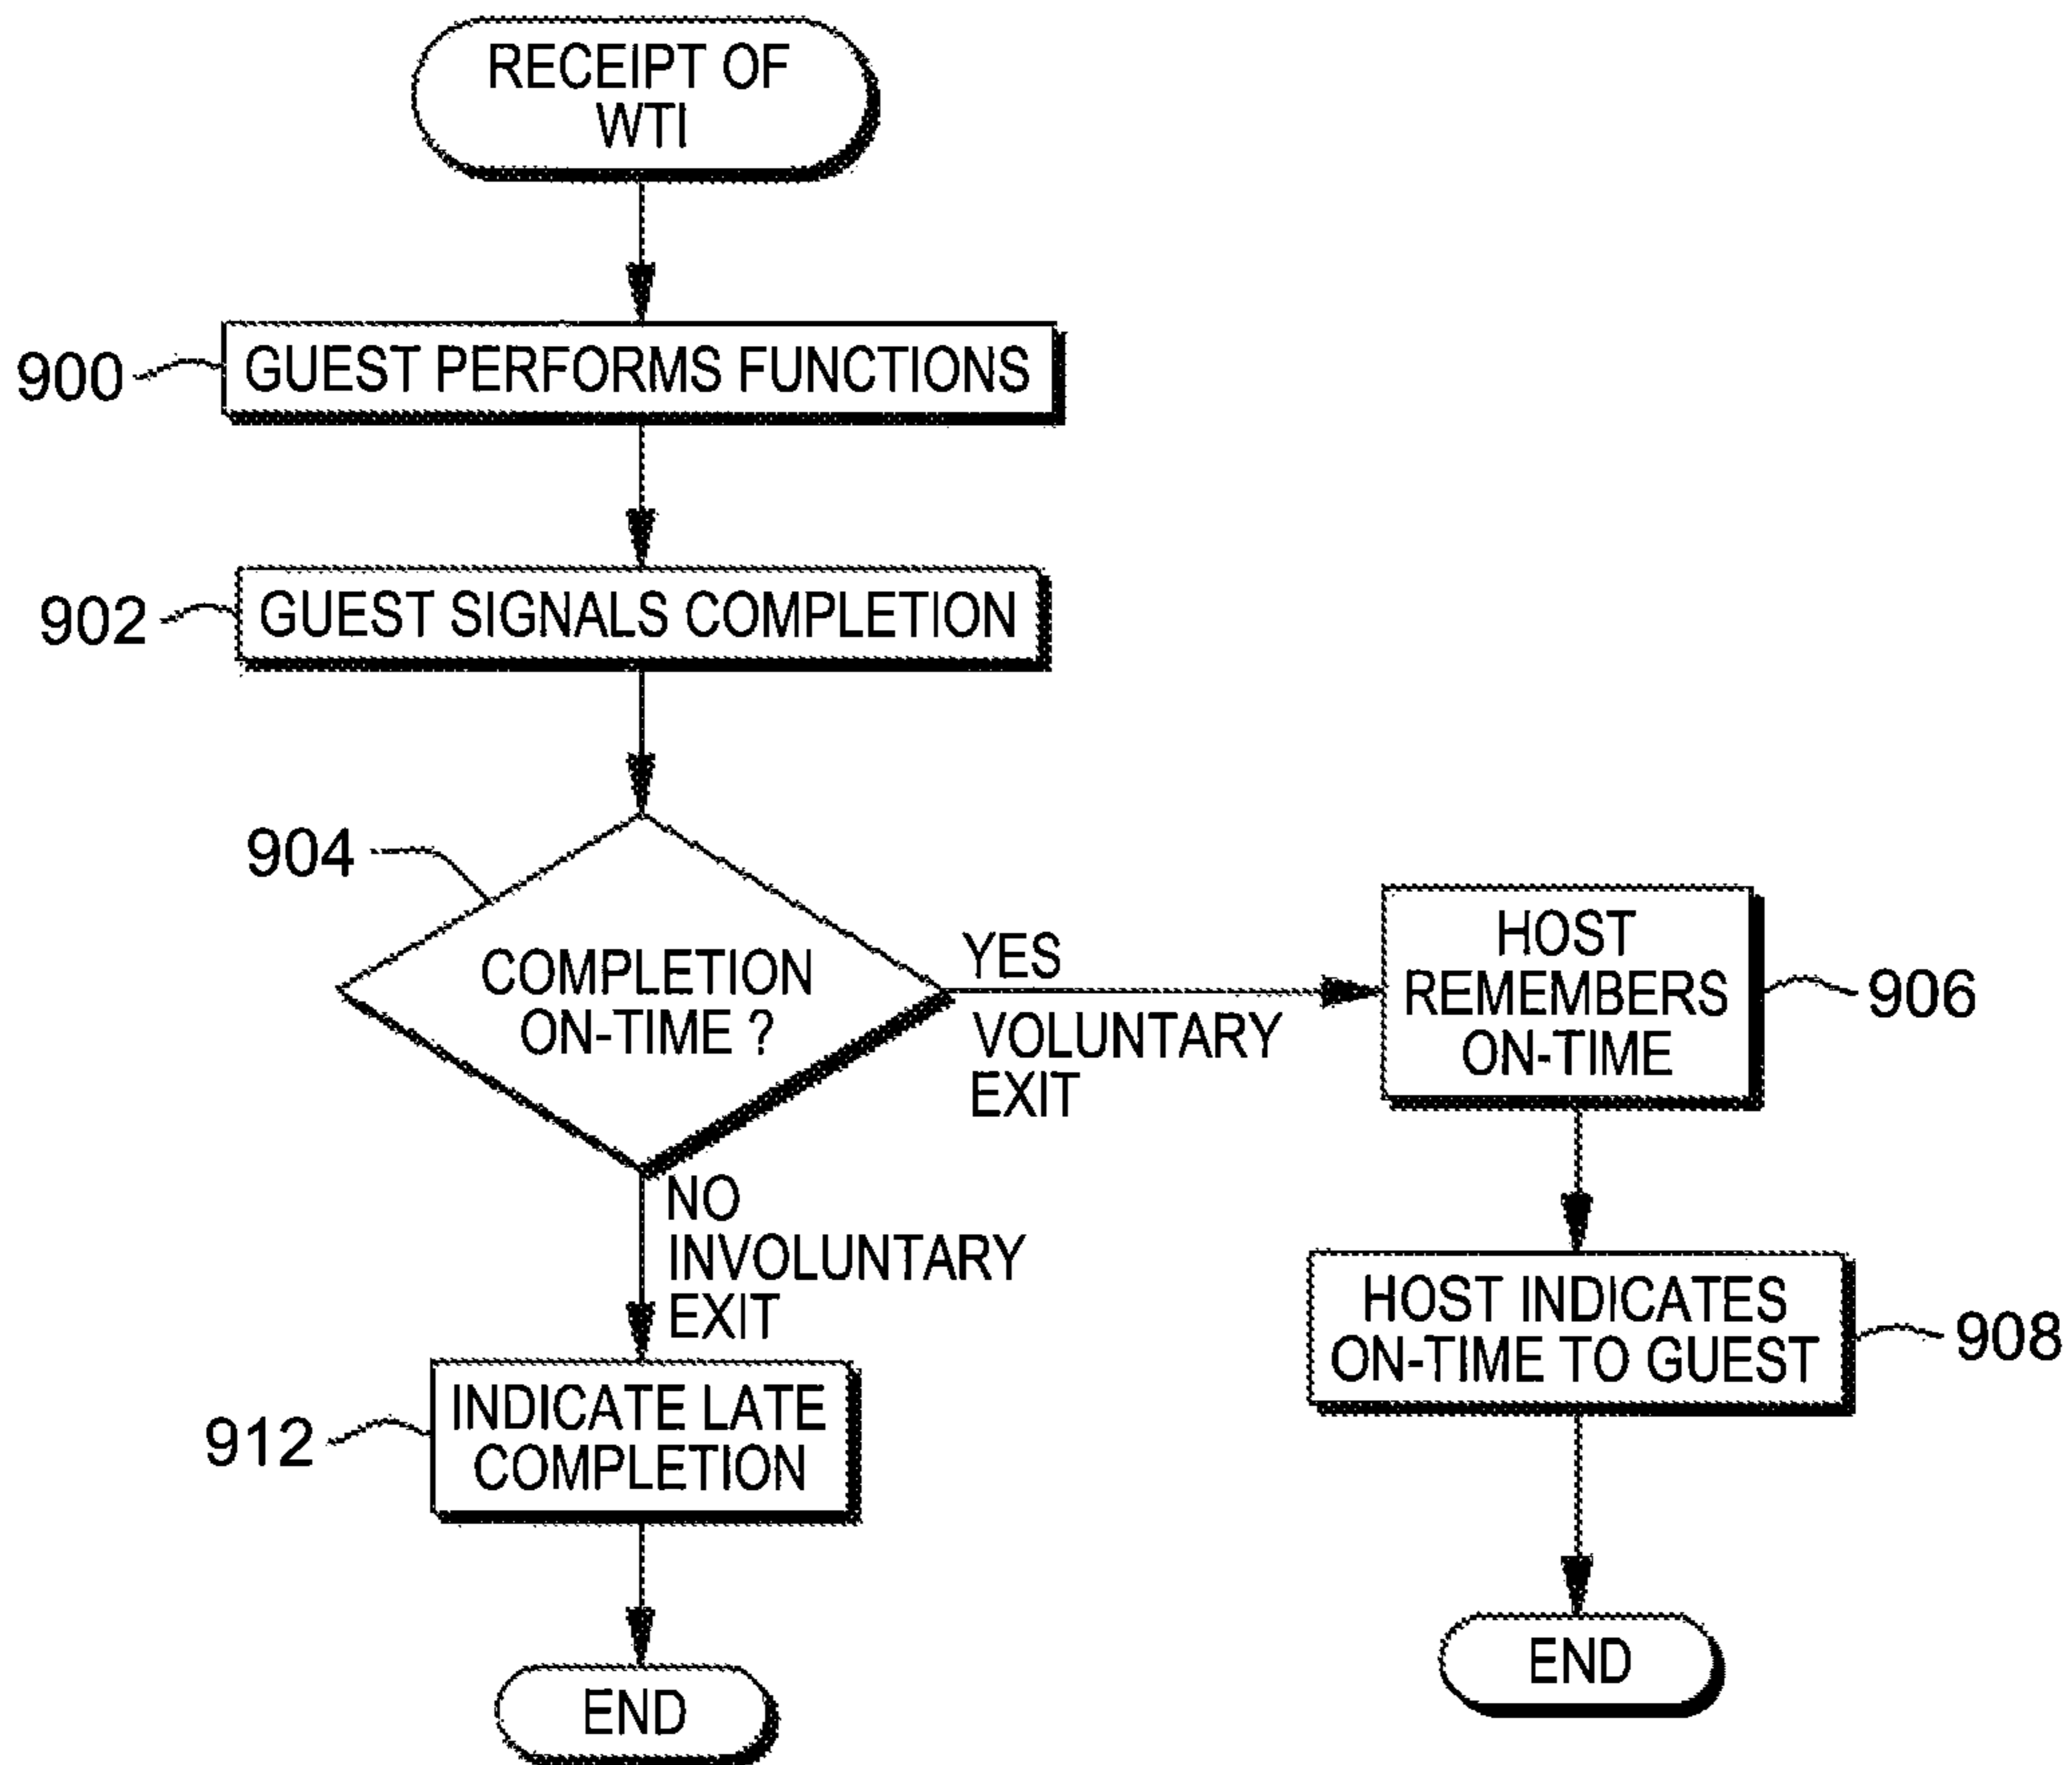 RECEIPT OF
WTI
900
GUEST PERFORMS FUNCTIONS
902
GUEST SIGNALS COMPLETION
904
COMPLETION
ON-TIME ?
YES
VOLUNTARY
EXIT
HOST
REMEMBERS
ON-TIME
906
NO
INVOLUNTARY
EXIT
HOST INDICATES
ON-TIME TO GUEST
908
912
INDICATE LATE
COMPLETION
END
END